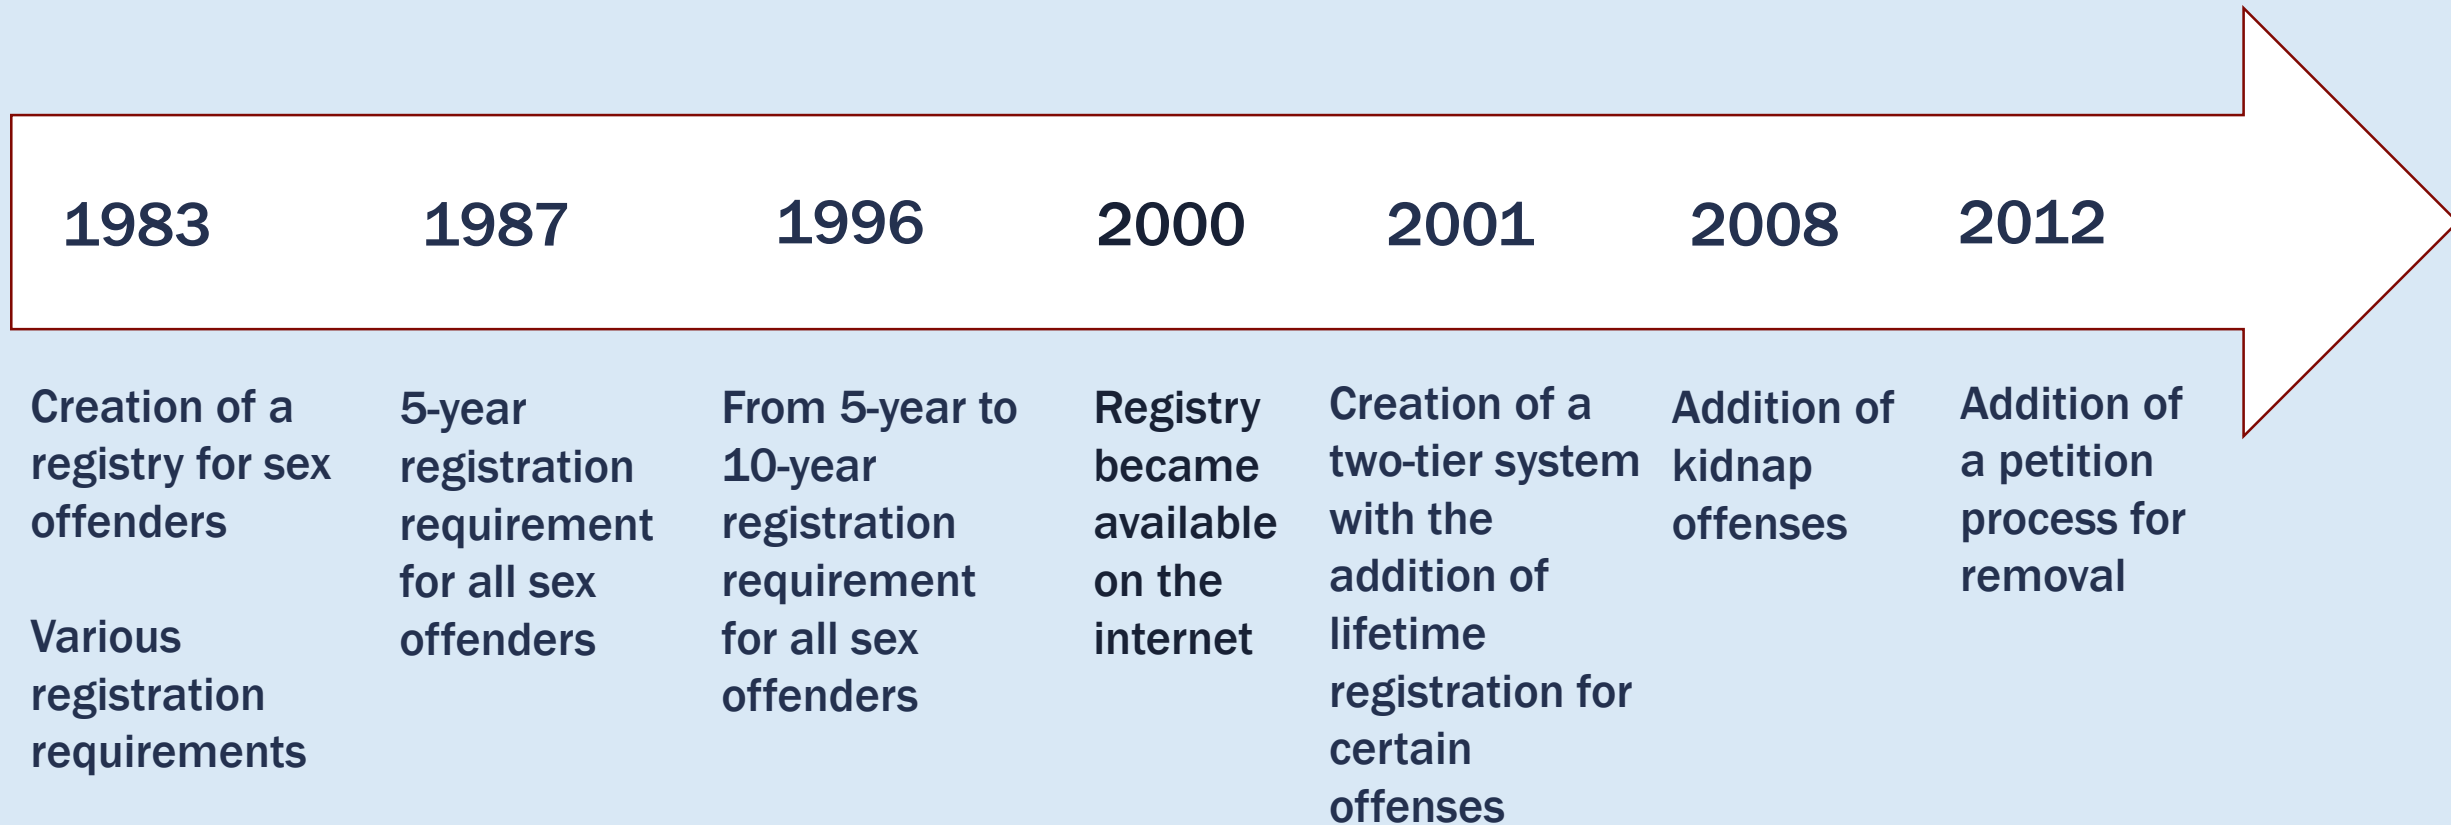 1983
1987
1996
2000
2001
2008
2012
Creation of a
registry for sex
offenders
Various
registration
requirements
5-year
registration
requirement
for all sex
offenders
From 5-year to
10-year
registration
requirement
for all sex
offenders
Registry
became
available
on the
internet
Creation of a
two-tier system
with the
addition of
lifetime
registration for
certain
offenses
Addition of
kidnap
offenses
Addition of
a petition
process for
removal